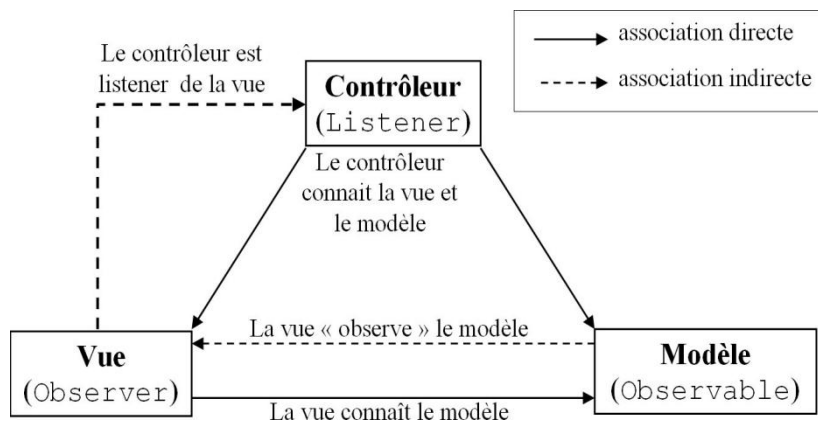 Le contrôleur est
listener de la vue
association directe
association indirecte
Contrôleur
(Listener)
Le contrôleur
connait la vue et
le modèle
La vue « observe » le modèle
Vue
(Observer)
Modèle
(Observable)
La vue connaît le modèle